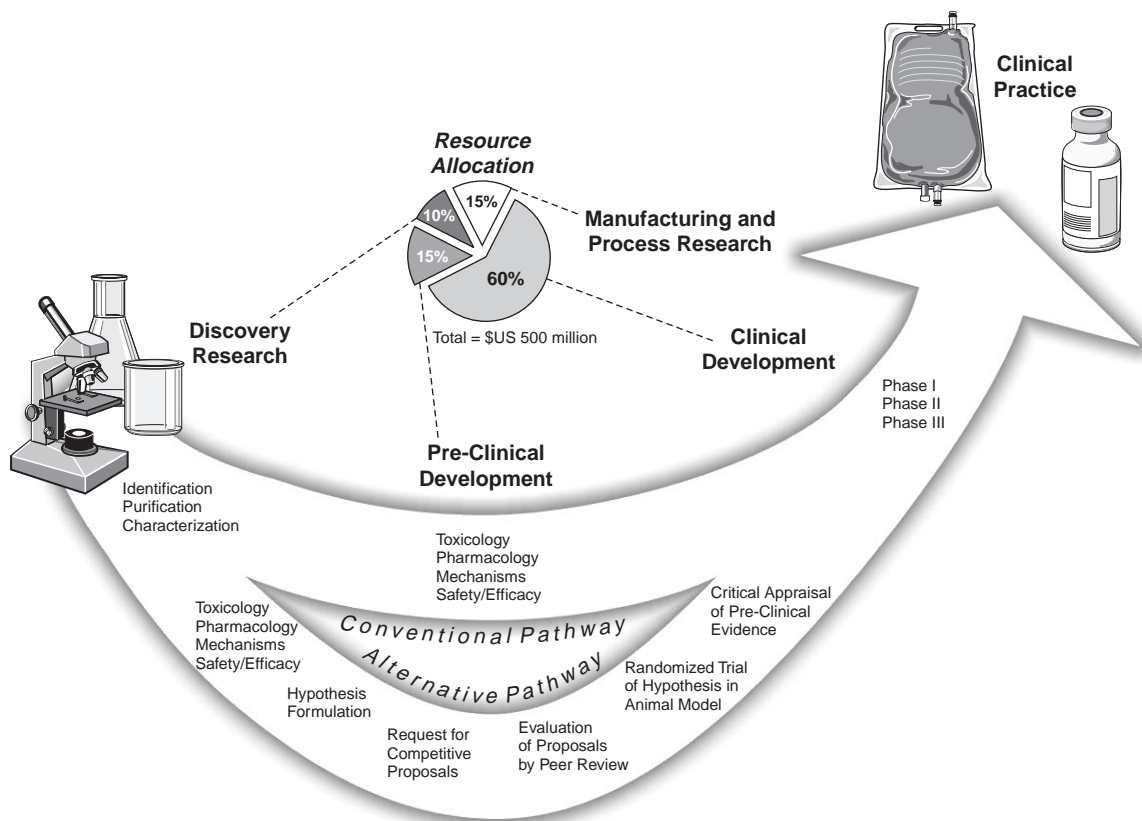 Clinical
Practice
Resource
Allocation
15%
10%
15%
60%
Manufacturing and
Process Research
Total = $US 500 million
Discovery
Research
Clinical
Development
Pre-Clinical
Development
Phase I
Phase II
Phase III
Identification
Purification
Characterization
Toxicology
Pharmacology
Mechanisms
Safety/Efficacy
Conventional Pathway
Alternative Pathway
Toxicology
Pharmacology
Mechanisms
Safety/Efficacy
Hypothesis
Formulation
Request for
Competitive
Proposals
Evaluation
of Proposals
by Peer Review
Randomized Trial
of Hypothesis in
Animal Model
Critical Appraisal
of Pre-Clinical
Evidence